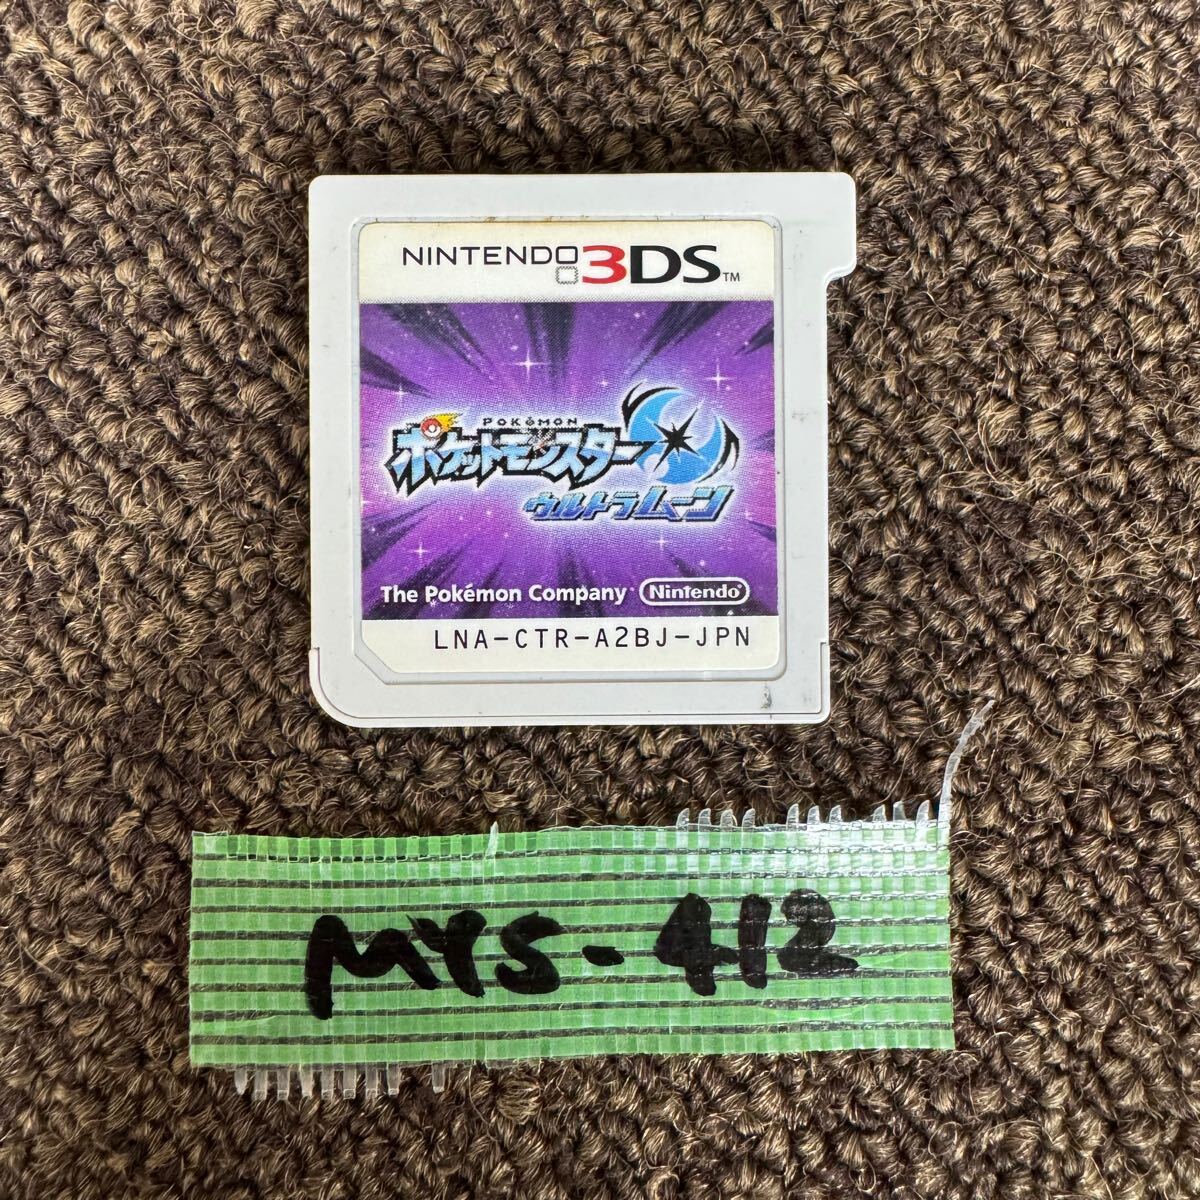 NINTENDO 3DS™
POKéMON
ポケットモンスター
ウルトラムーン
The Pokémon Company Nintendo®
LNA-CTR-A2BJ-JPN
MYS-412